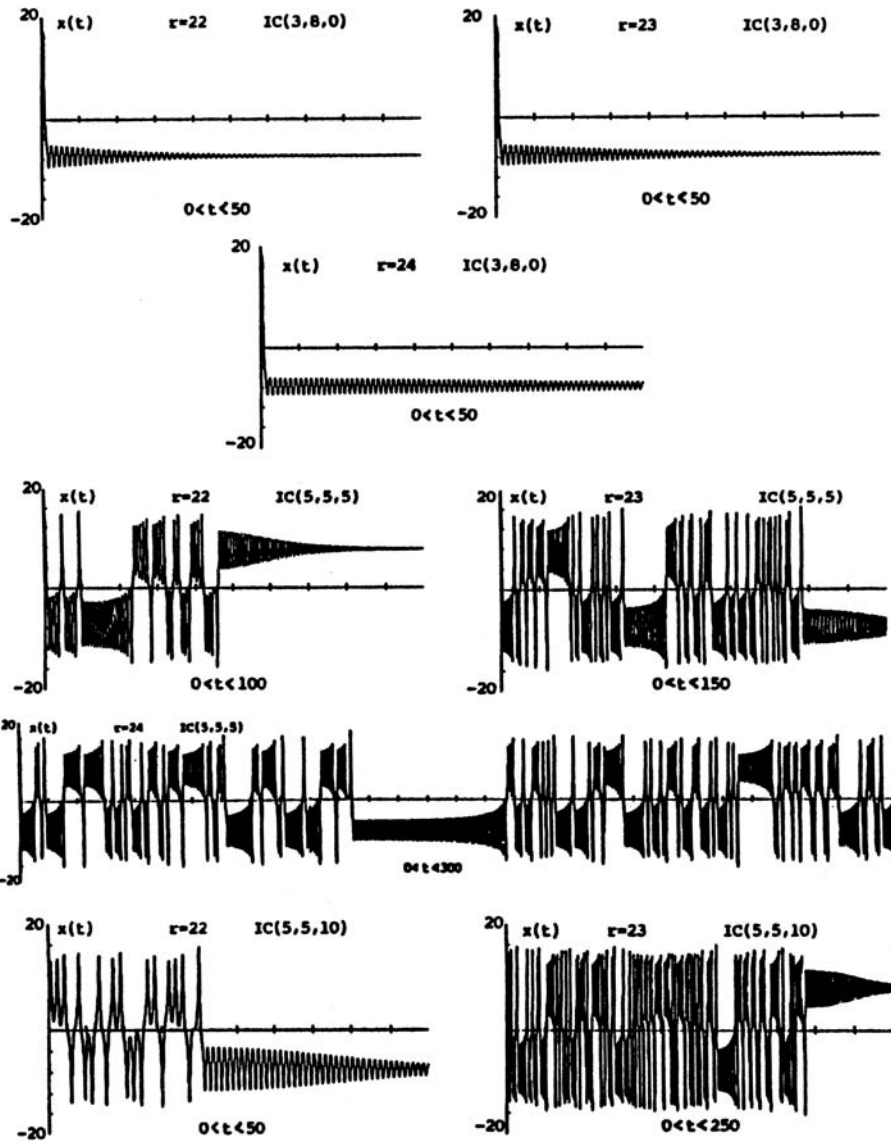 20 x(t) r=22 IC(3,8,0)
-20 0<t<50
20 x(t) r=23 IC(3,8,0)
-20 0<t<50
20 x(t) r=24 IC(3,8,0)
-20 0<t<50
20 x(t) r=22 IC(5,5,5)
-20 0<t<100
20 x(t) r=23 IC(5,5,5)
-20 0<t<150
20 x(t) r=24 IC(5,5,5)
-20 0<t<300
20 x(t) r=22 IC(5,5,10)
-20 0<t<50
20 x(t) r=23 IC(5,5,10)
-20 0<t<250